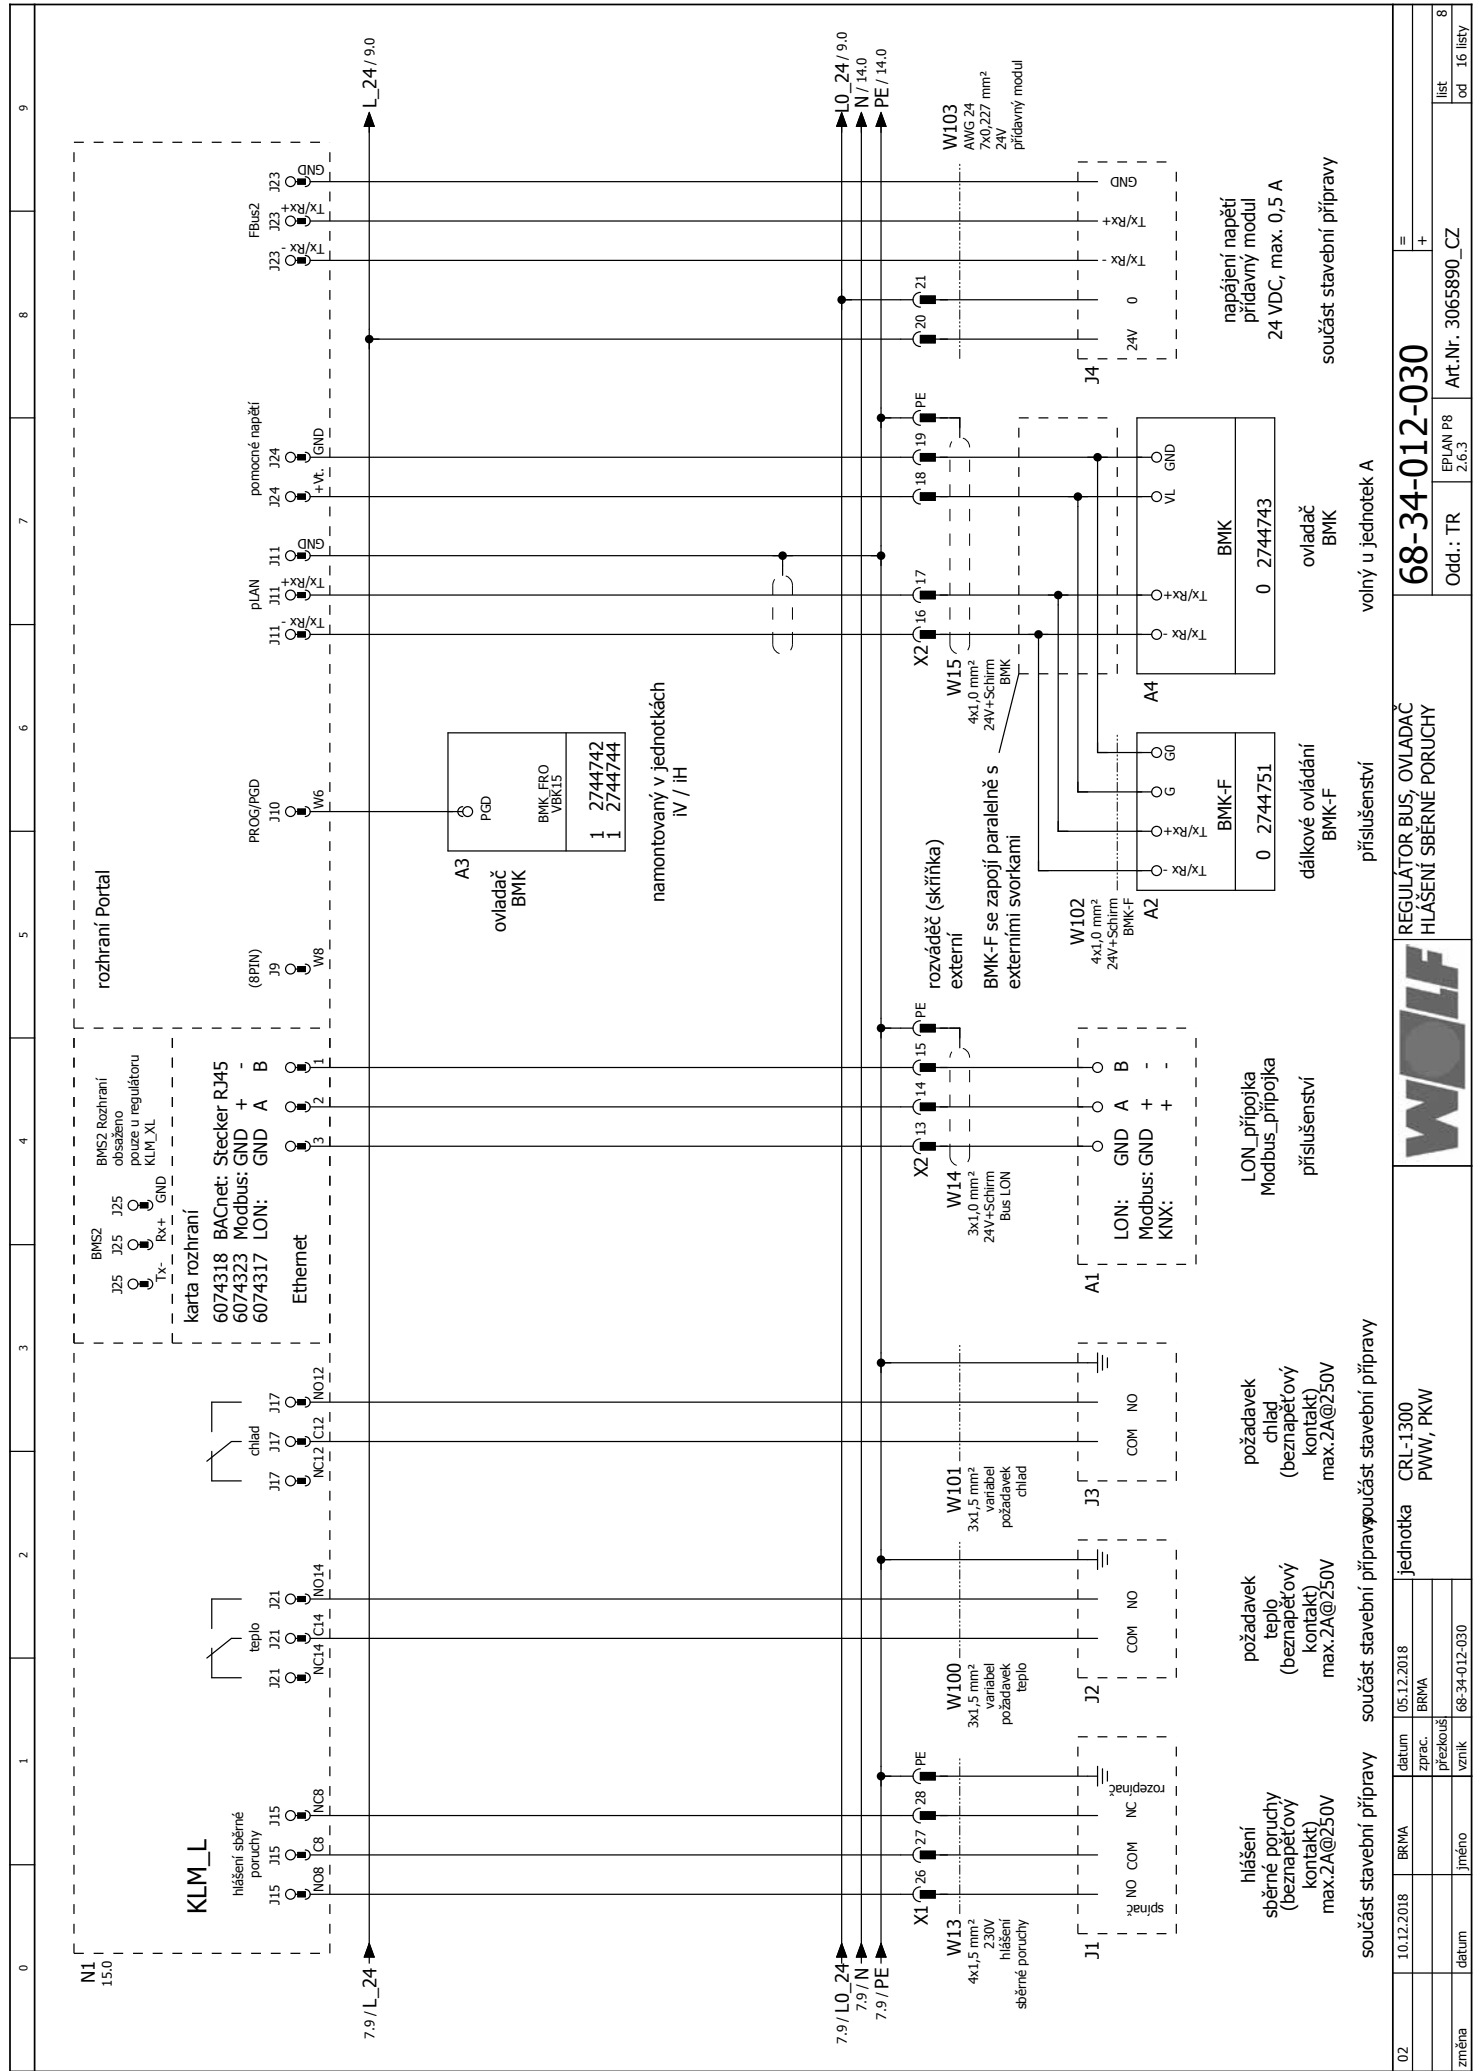 0 1 2 3 4 5 6 7 8 9
N1
15.0
KLM_L
hlášení sběrné
poruchy
J15 J15 J15
NO8 C8 NC8
teplo
J21 J21 J21
NC14 C14 NO14
chlad
J17 J17 J17
NC12 C12 NO12
BMS2
J25 J25 J25
Tx- Rx+ GND
BMS2 Rozhraní
obsaženo
pouze u regulátoru
KLM_XL
karta rozhraní
6074318 BACnet: Stecker RJ45
6074323 Modbus: GND + -
6074317 LON: GND A B
Ethernet
3 2 1
rozhraní Portal
(8PIN)
J9
W8
PROG/PGD
J10
W6
pLAN
J11 J11 J11
Tx/Rx - Tx/Rx+ GND
pomocné napětí
J24 J24
+Vt. GND
FBus2
J23 J23 J23
Tx/Rx - Tx/Rx+ GND
7.9 / L_24
L_24 / 9.0
A3
ovladač
BMK
PGD
BMK_FRO
VBK15
1 2744742
1 2744744
namontovaný v jednotkách
iV / iH
7.9 / L0_24
7.9 / N
7.9 / PE
L0_24 / 9.0
N / 14.0
PE / 14.0
X1 26 27 28 PE
W13
4x1,5 mm²
230V
hlášení
sběrné poruchy
W100
3x1,5 mm²
variabel
požadavek
teplo
W101
3x1,5 mm²
variabel
požadavek
chlad
X2 13 14 15 PE
W14
3x1,0 mm²
24V+Schirm
Bus LON
rozváděč (skříňka)
externí
BMK-F se zapojí paralelně s
externími svorkami
X2 16 17 18 19 PE
W15
4x1,0 mm²
24V+Schirm
BMK
20 21
W103
AWG 24
7x0,227 mm²
24V
přídavný modul
W102
4x1,0 mm²
24V+Schirm
BMK-F
J1
NO COM NC
spínač rozepínač
J2
COM NO
J3
COM NO
A1
LON: GND A B
Modbus: GND + -
KNX: + -
A2
Tx/Rx - Tx/Rx+ G G0
BMK-F
0 2744751
A4
Tx/Rx - Tx/Rx+ VL GND
BMK
0 2744743
J4
24V 0 Tx/Rx - Tx/Rx+ GND
hlášení
sběrné poruchy
(beznapěťový
kontakt)
max.2A@250V
součást stavební přípravy
požadavek
teplo
(beznapěťový
kontakt)
max.2A@250V
součást stavební přípravy
požadavek
chlad
(beznapěťový
kontakt)
max.2A@250V
součást stavební přípravy
LON_přípojka
Modbus_přípojka
příslušenství
dálkové ovládání
BMK-F
příslušenství
ovladač
BMK
volný u jednotek A
napájení napětí
přídavný modul
24 VDC, max. 0,5 A
součást stavební přípravy
02 10.12.2018 BRMA
změna datum jméno
datum 05.12.2018
zprac. BRMA
přezkouš.
vznik 68-34-012-030
jednotka CRL-1300
PWW, PKW
WOLF
REGULÁTOR BUS, OVLADAČ
HLÁŠENÍ SBĚRNÉ PORUCHY
68-34-012-030
Odd.: TR
EPLAN P8
2.6.3
Art.Nr. 3065890_CZ
=
+
list 8
od 16 listy